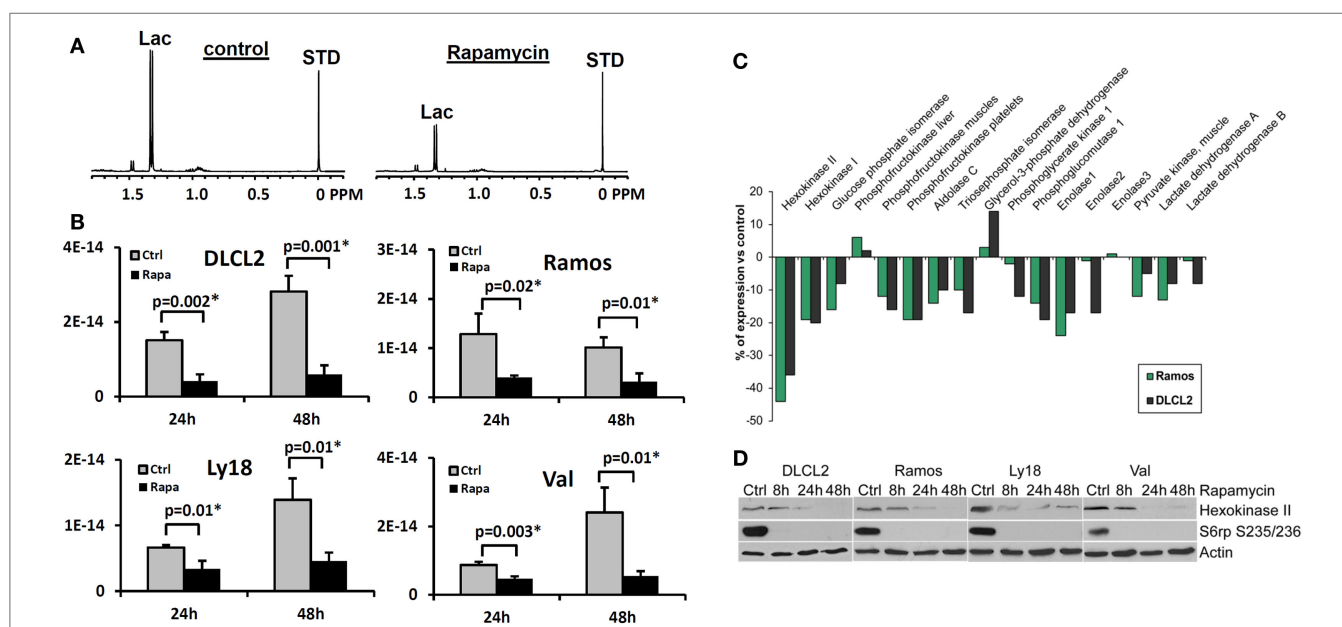 A
Lac
control
STD
1.5 1.0 0.5 0 PPM
Rapamycin
Lac
STD
1.5 1.0 0.5 0 PPM
B
4E-14
2E-14
0
Ctrl
Rapa
DLCL2
p=0.002*
p=0.001*
24h 48h
3E-14
1E-14
0
Ctrl
Rapa
Ramos
p=0.02*
p=0.01*
24h 48h
2E-14
1E-14
0
Ctrl
Rapa
Ly18
p=0.01*
p=0.01*
24h 48h
4E-14
2E-14
0
Ctrl
Rapa
Val
p=0.003*
p=0.01*
24h 48h
C
Hexokinase II
Hexokinase I
Glucose phosphate isomerase
Phosphofructokinase liver
Phosphofructokinase muscles
Phosphofructokinase platelets
Aldolase C
Triosephosphate isomerase
Glycerol-3-phosphate dehydrogenase
Phosphoglycerate kinase 1
Phosphoglucomutase 1
Enolase1
Enolase2
Enolase3
Pyruvate kinase, muscle
Lactate dehydrogenase A
Lactate dehydrogenase B
% of expression vs control
20
10
0
-10
-20
-30
-40
-50
Ramos
DLCL2
D
DLCL2 Ramos Ly18 Val
Ctrl 8h 24h 48h Ctrl 8h 24h 48h Ctrl 8h 24h 48h Ctrl 8h 24h 48h Rapamycin
Hexokinase II
S6rp S235/236
Actin